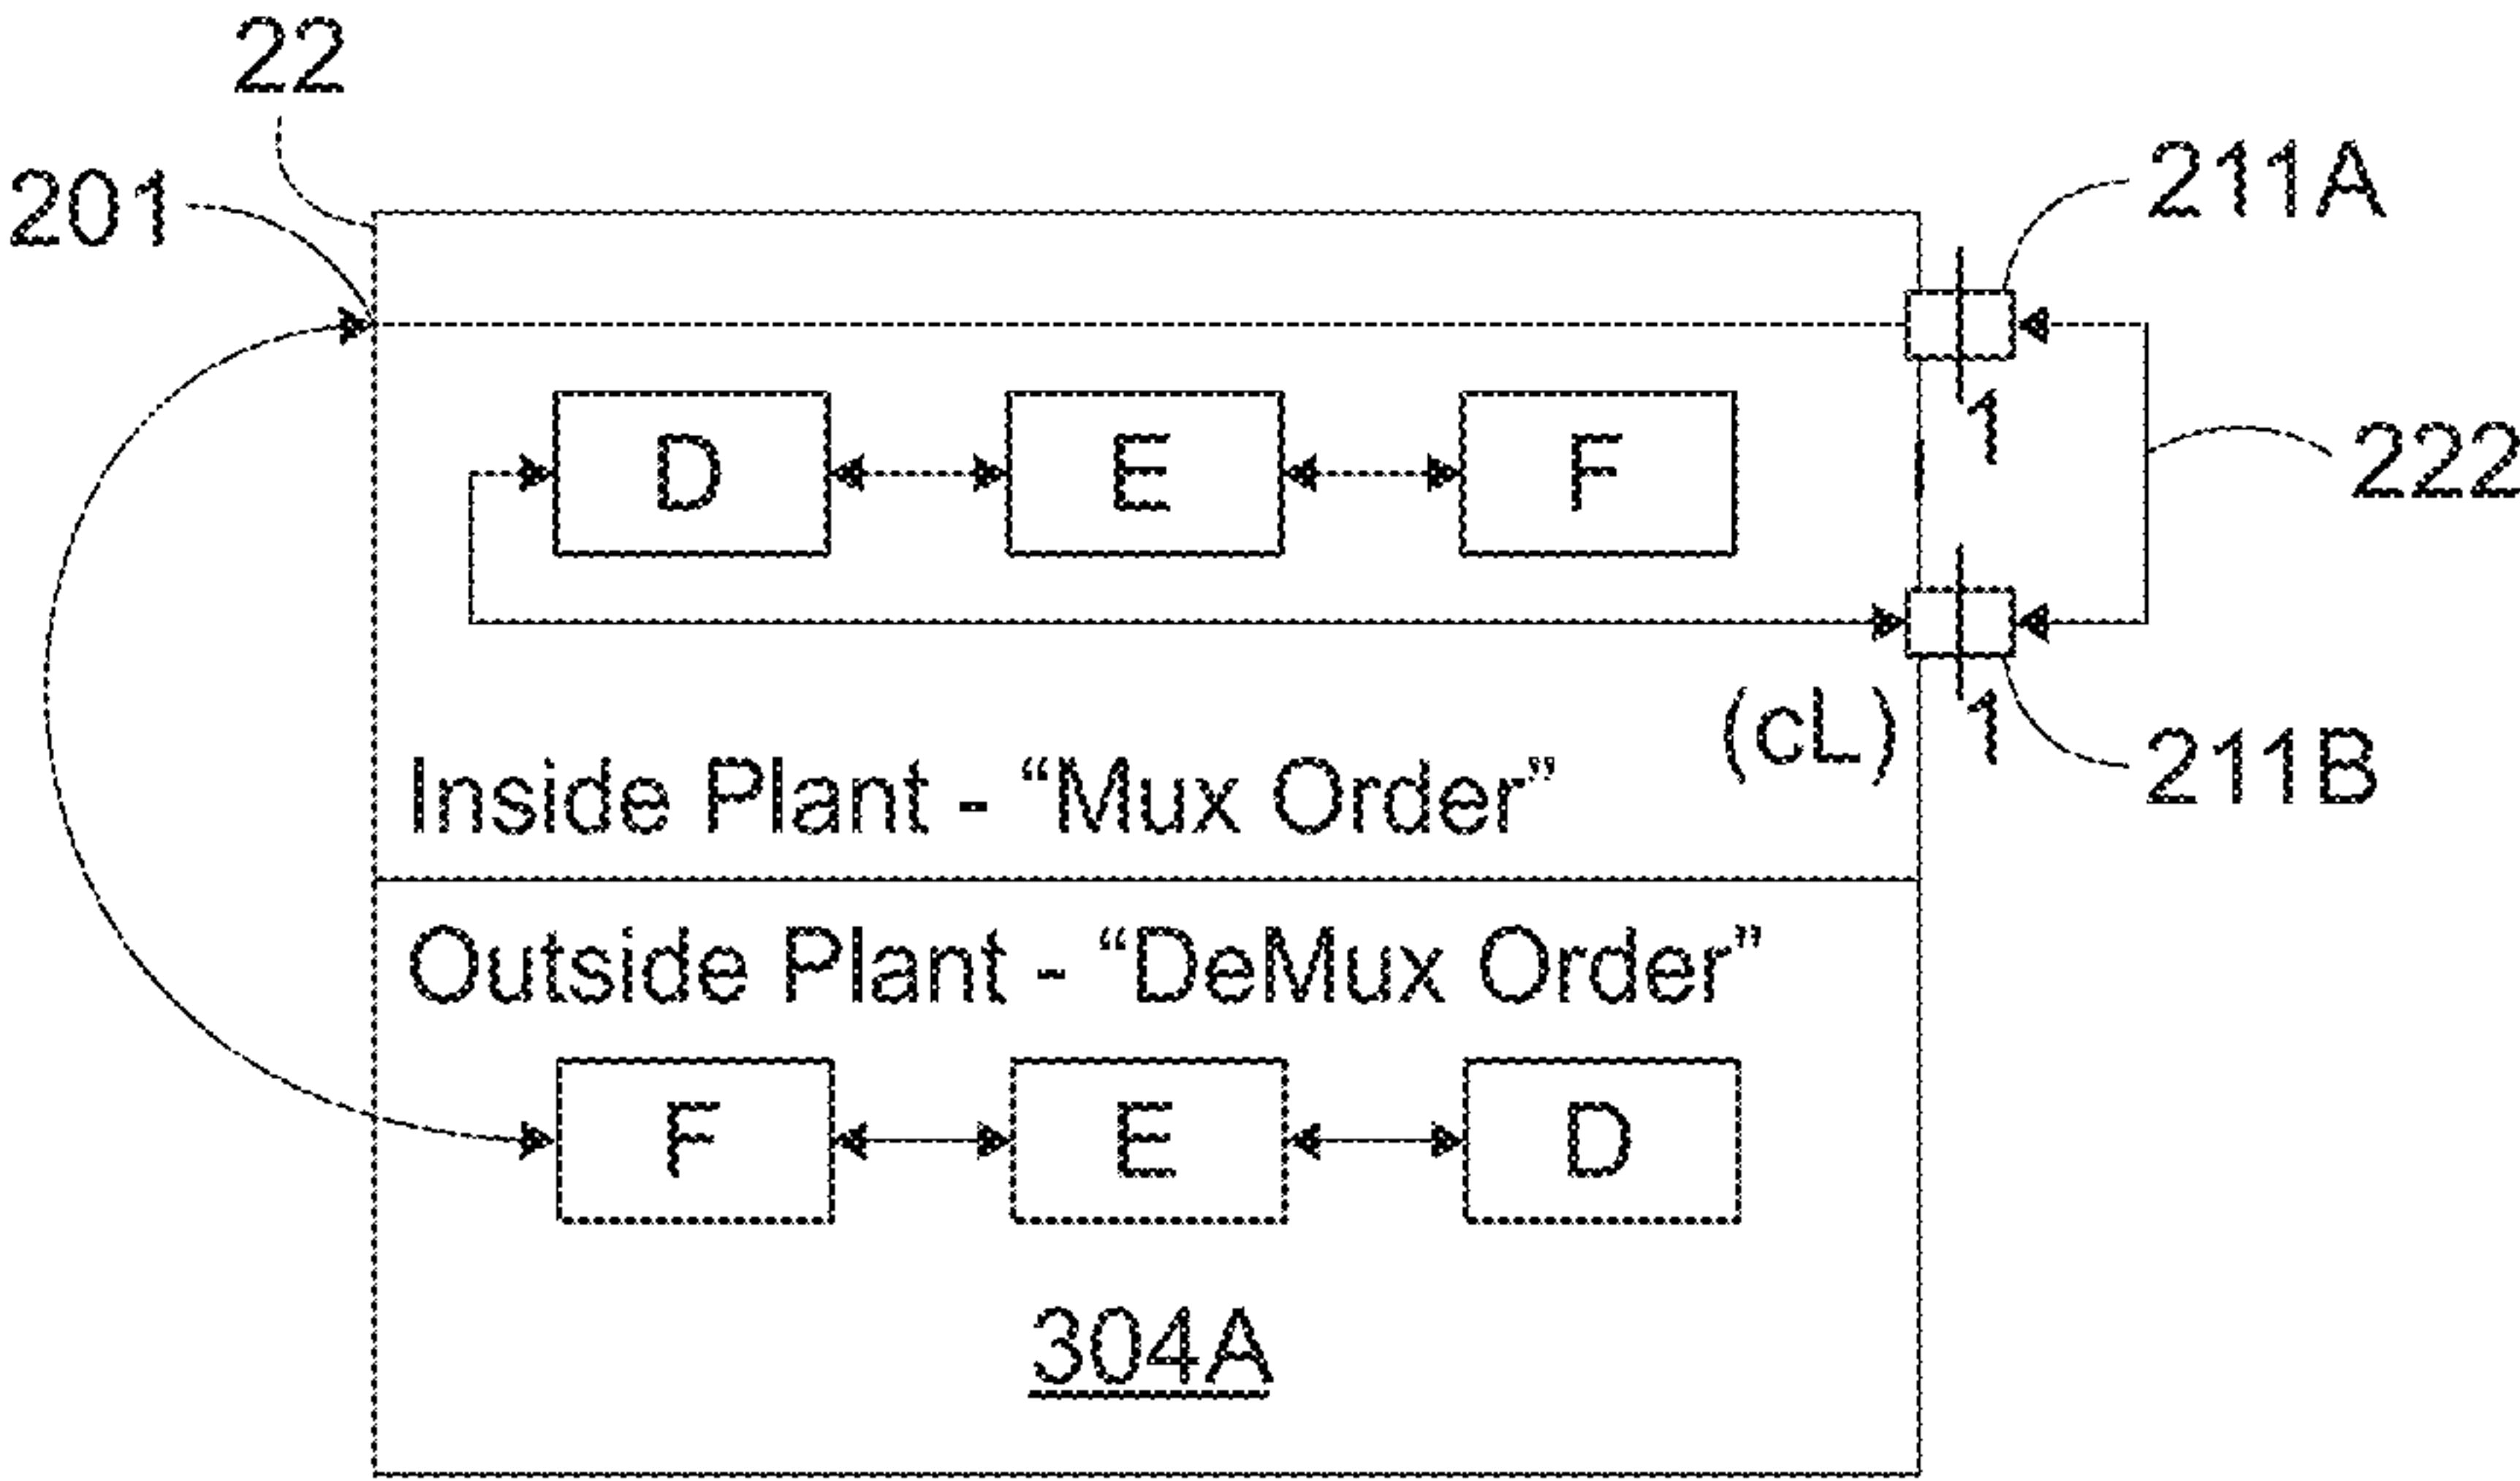 22
201
211A
1
D E F
222
1
(cL)
211B
Inside Plant - “Mux Order”
Outside Plant - “DeMux Order”
F E D
304A